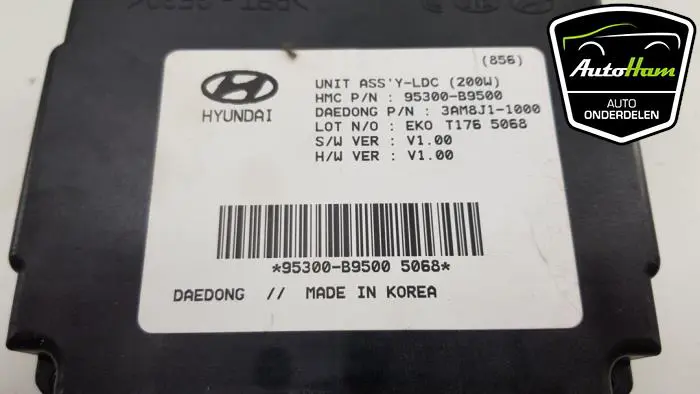 (856)
UNIT ASS'Y-LDC (200W)
HMC P/N : 95300-B9500
DAEDONG P/N : 3AM8J1-1000
LOT N/O : EKO T176 5068
S/W VER : V1.00
H/W VER : V1.00
HYUNDAI
*95300-B9500 5068*
DAEDONG // MADE IN KOREA
AutoHam
AUTO
ONDERDELEN